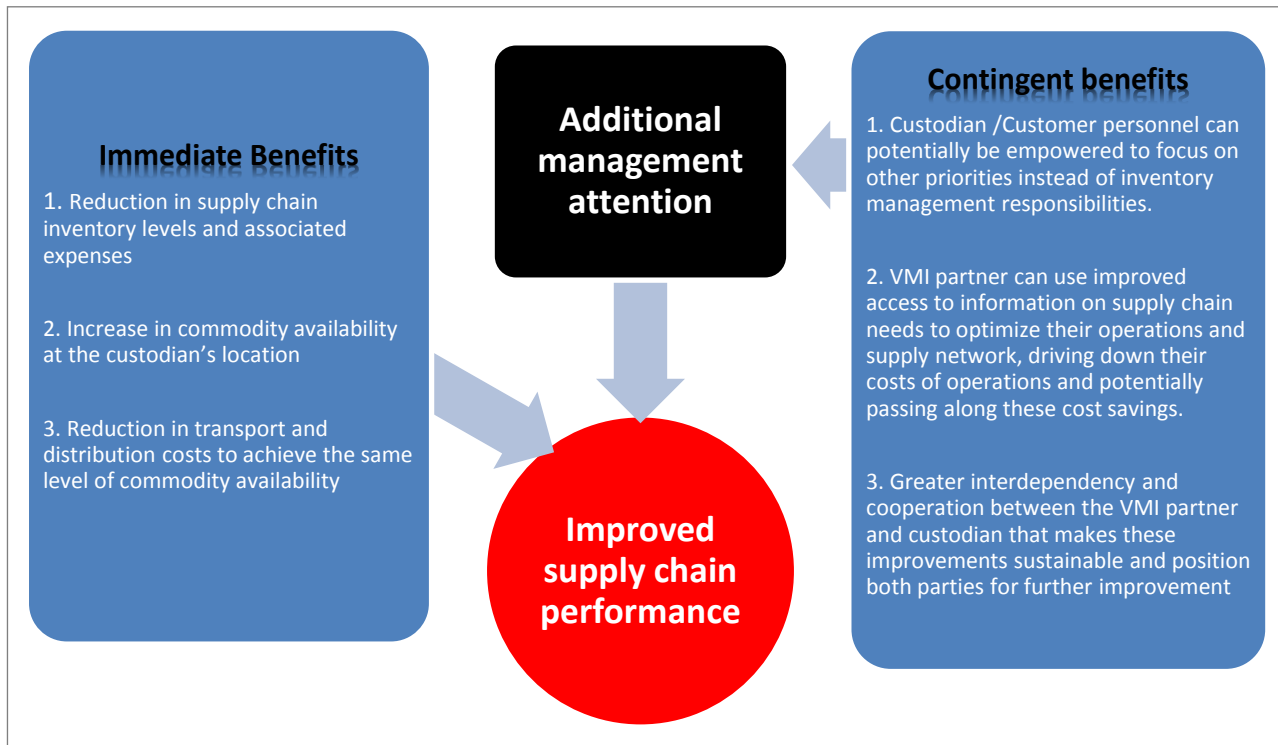 Immediate Benefits
1. Reduction in supply chain
inventory levels and associated
expenses
2. Increase in commodity availability
at the custodian’s location
3. Reduction in transport and
distribution costs to achieve the same
level of commodity availability
Additional
management
attention
Improved
supply chain
performance
Contingent benefits
1. Custodian /Customer personnel can
potentially be empowered to focus on
other priorities instead of inventory
management responsibilities.
2. VMI partner can use improved
access to information on supply chain
needs to optimize their operations and
supply network, driving down their
costs of operations and potentially
passing along these cost savings.
3. Greater interdependency and
cooperation between the VMI partner
and custodian that makes these
improvements sustainable and position
both parties for further improvement